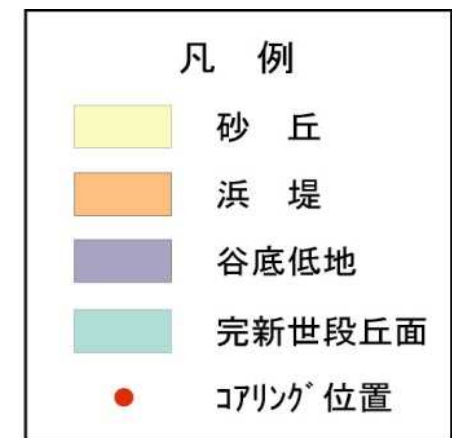 凡 例
砂 丘
浜 堤
谷底低地
完新世段丘面
ｺｱﾘﾝｸﾞ位置